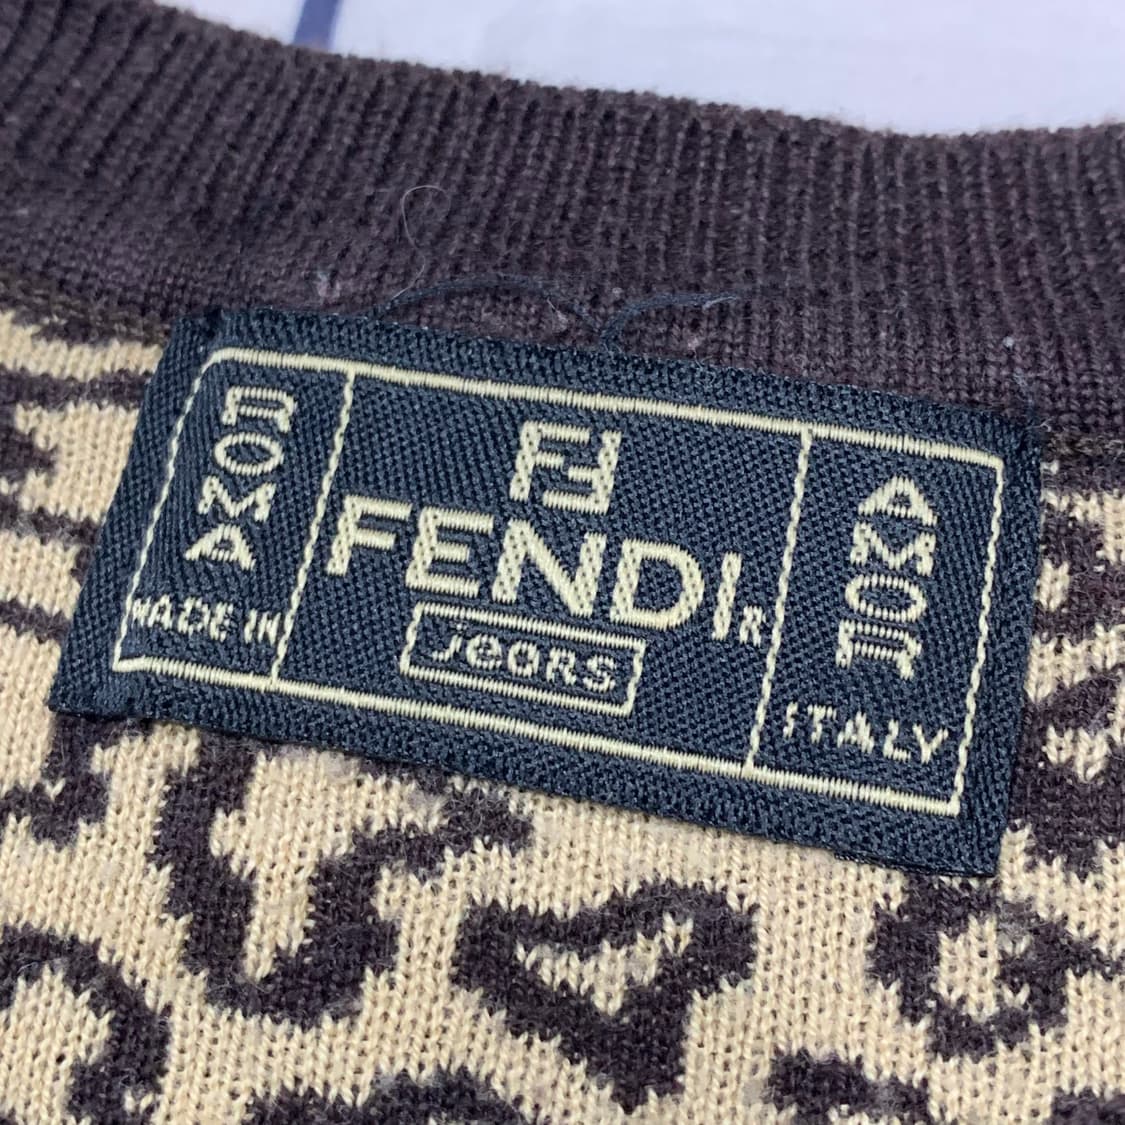 ROMA
MADE IN
FF
FENDI R
jeans
AMOR
ITALY